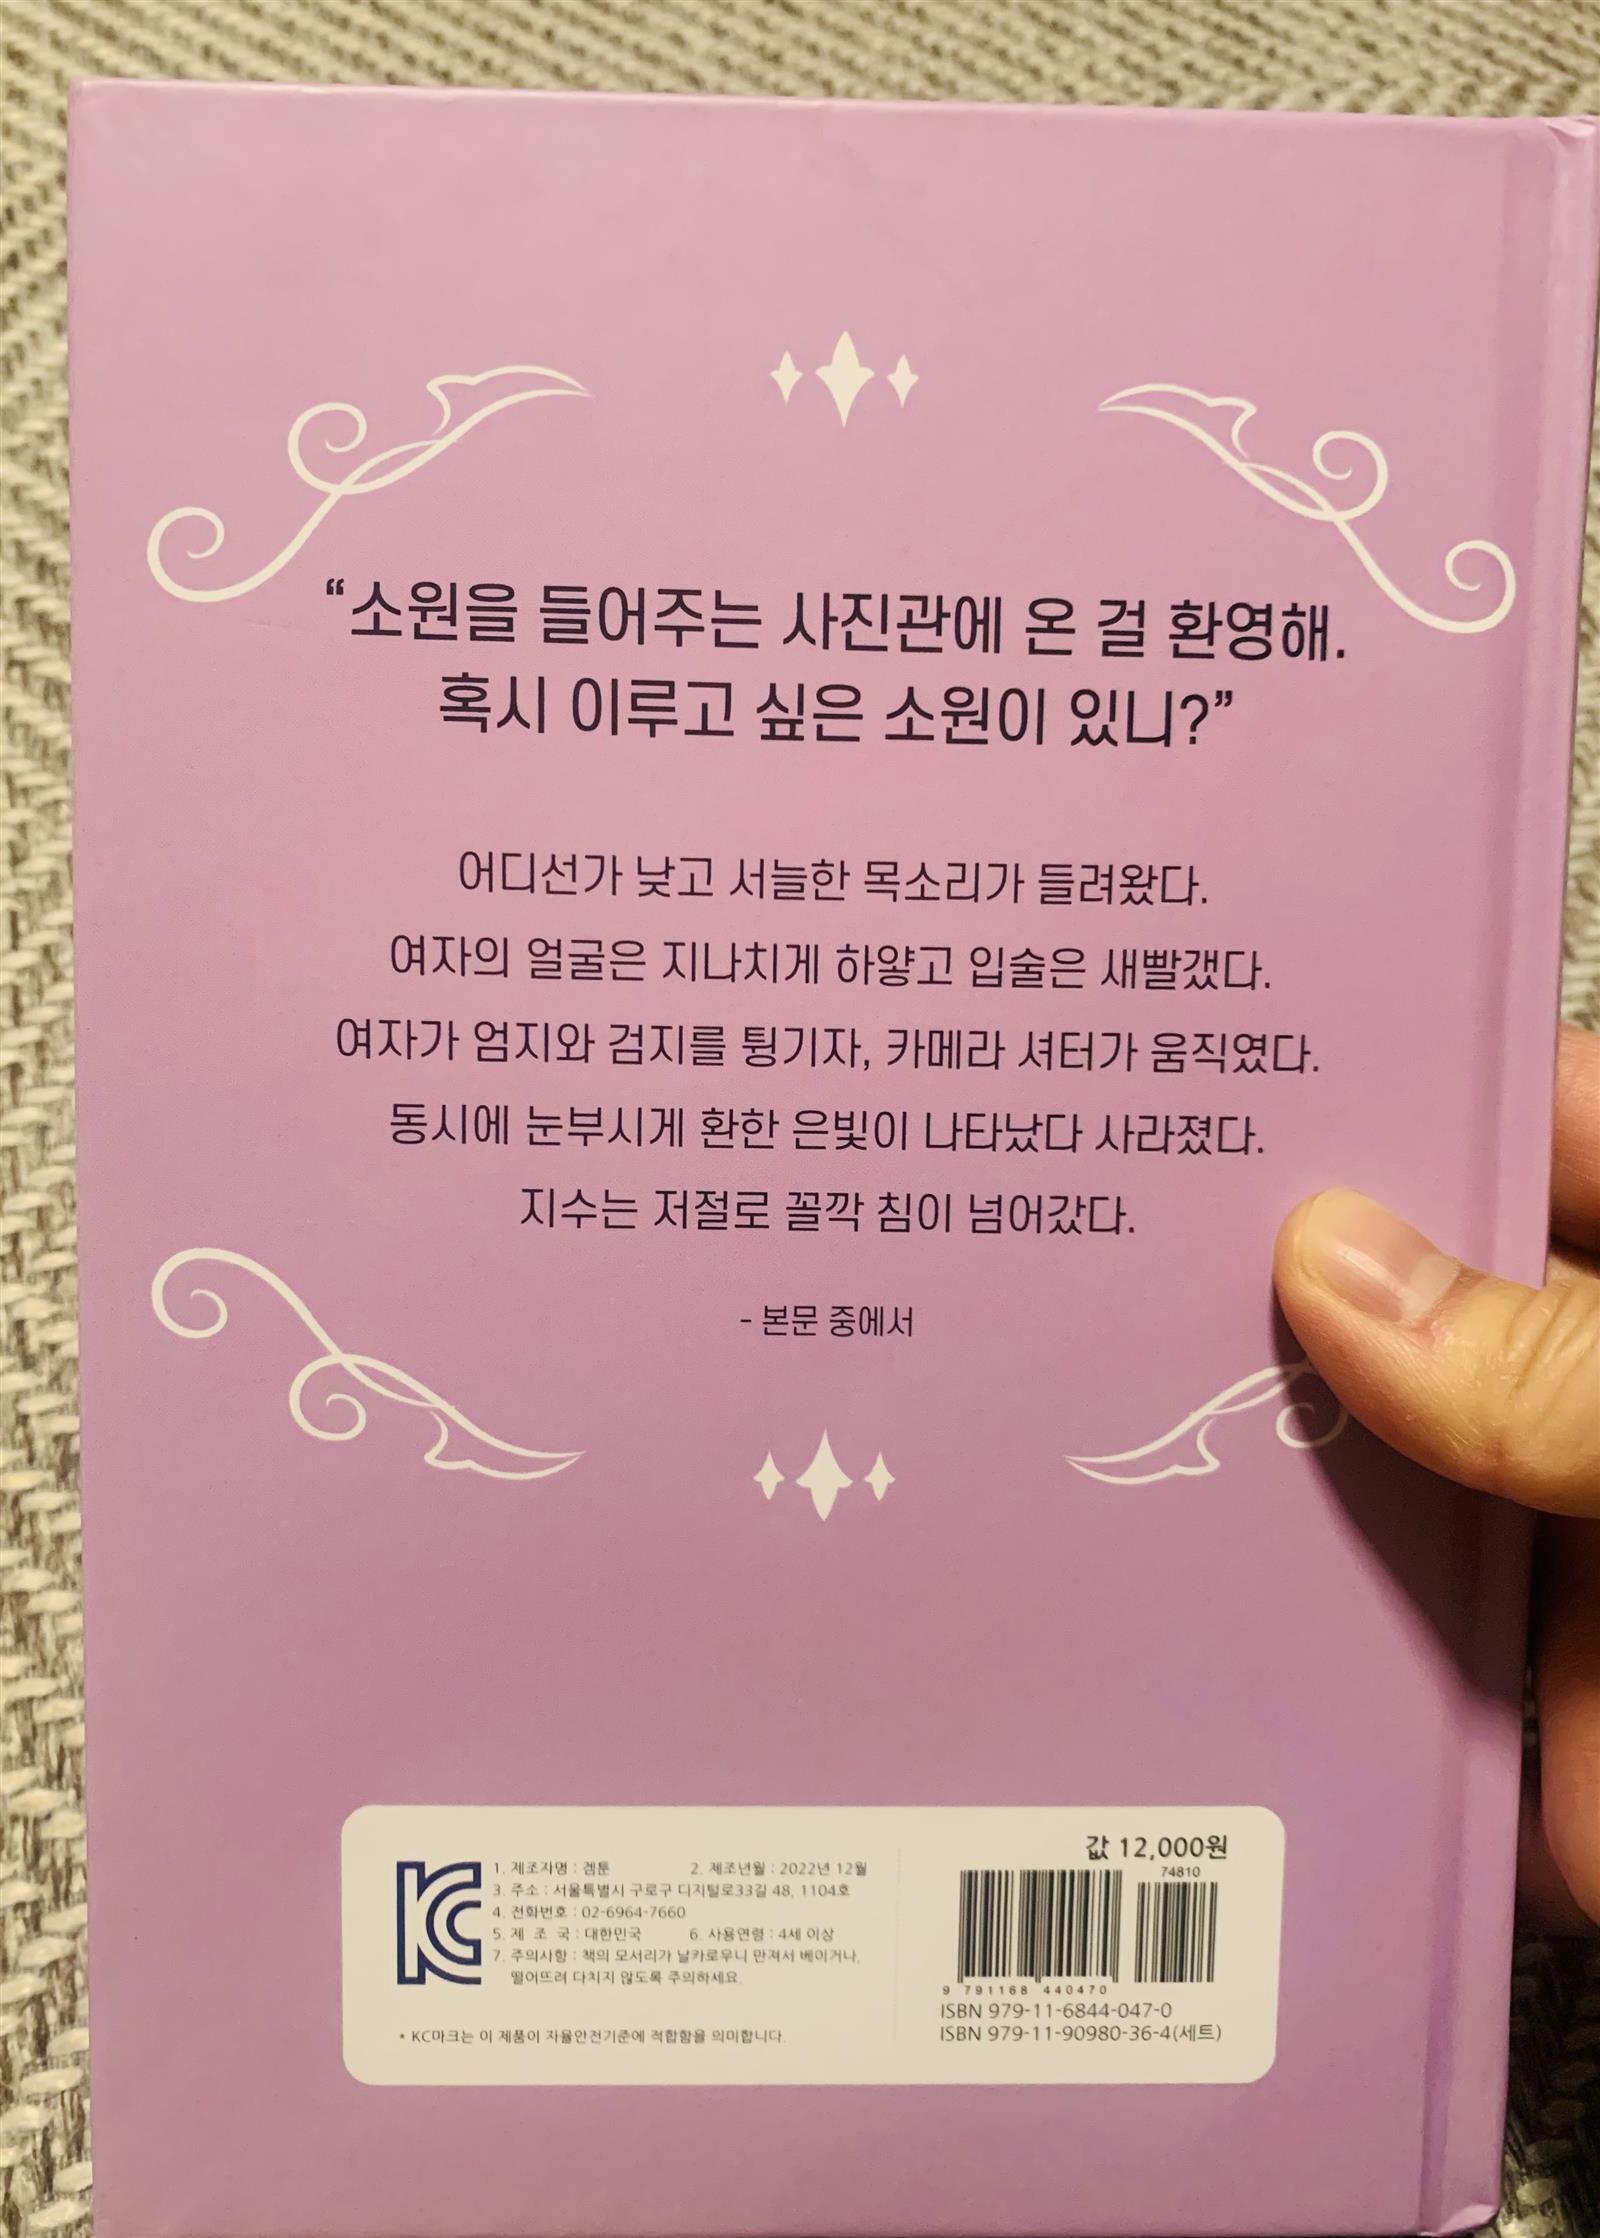 “소원을 들어주는 사진관에 온 걸 환영해.
혹시 이루고 싶은 소원이 있니?”
어디선가 낮고 서늘한 목소리가 들려왔다.
여자의 얼굴은 지나치게 하얗고 입술은 새빨갰다.
여자가 엄지와 검지를 튕기자, 카메라 셔터가 움직였다.
동시에 눈부시게 환한 은빛이 나타났다 사라졌다.
지수는 저절로 꼴깍 침이 넘어갔다.
- 본문 중에서
KC
1. 제조자명 : 겜툰 2. 제조년월 : 2022년 12월
3. 주소 : 서울특별시 구로구 디지털로33길 48, 1104호
4. 전화번호 : 02-6964-7660
5. 제 조 국 : 대한민국 6. 사용연령 : 4세 이상
7. 주의사항 : 책의 모서리가 날카로우니 만져서 베이거나,
떨어뜨려 다치지 않도록 주의하세요.
* KC마크는 이 제품이 자율안전기준에 적합함을 의미합니다.
값 12,000원
74810
9 791168 440470
ISBN 979-11-6844-047-0
ISBN 979-11-90980-36-4(세트)